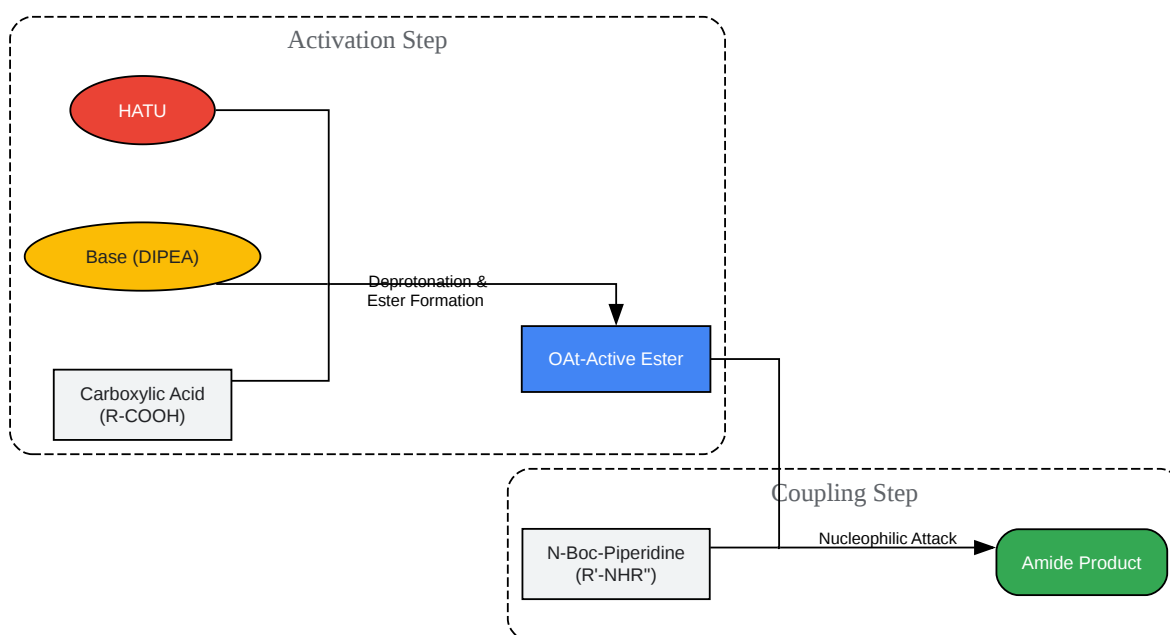 Activation Step
HATU
Base (DIPEA)
Deprotonation &
Ester Formation
OAt-Active Ester
Carboxylic Acid
(R-COOH)
Coupling Step
N-Boc-Piperidine
(R'-NHR")
Nucleophilic Attack
Amide Product